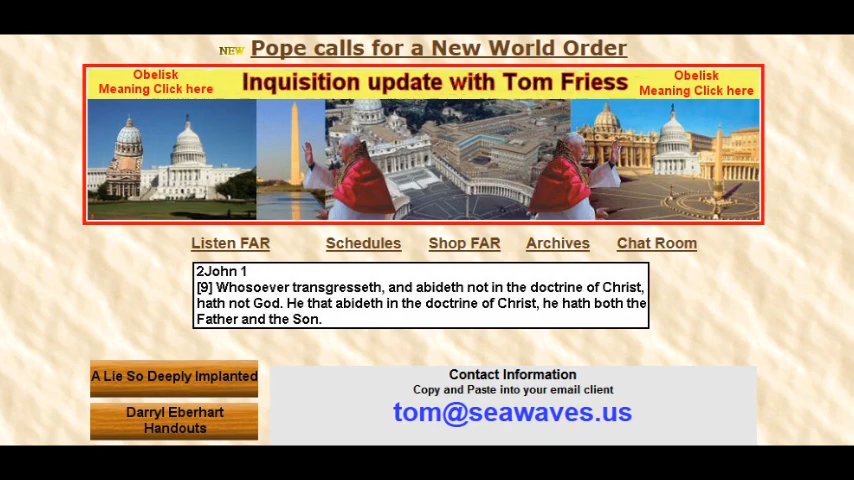 NEW Pope calls for a New World Order
Obelisk
Meaning Click here
Inquisition update with Tom Friess
Obelisk
Meaning Click here
Listen FAR Schedules Shop FAR Archives Chat Room
2John 1
[9] Whosoever transgresseth, and abideth not in the doctrine of Christ,
hath not God. He that abideth in the doctrine of Christ, he hath both the
Father and the Son.
A Lie So Deeply Implanted
Darryl Eberhart
Handouts
Contact Information
Copy and Paste into your email client
tom@seawaves.us